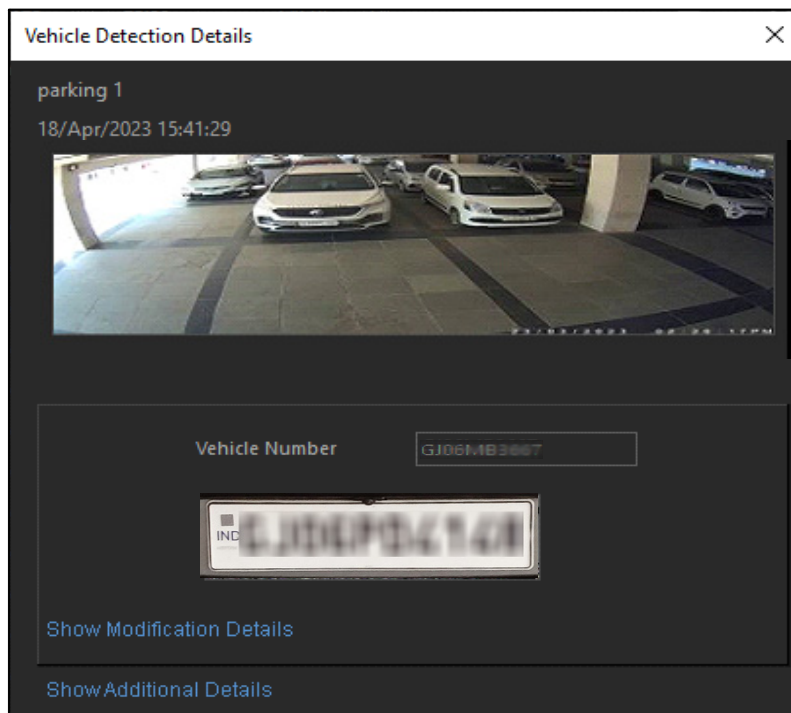 Vehicle Detection Details
parking 1
18/Apr/2023 15:41:29
Vehicle Number
IND
Show Modification Details
Show Additional Details